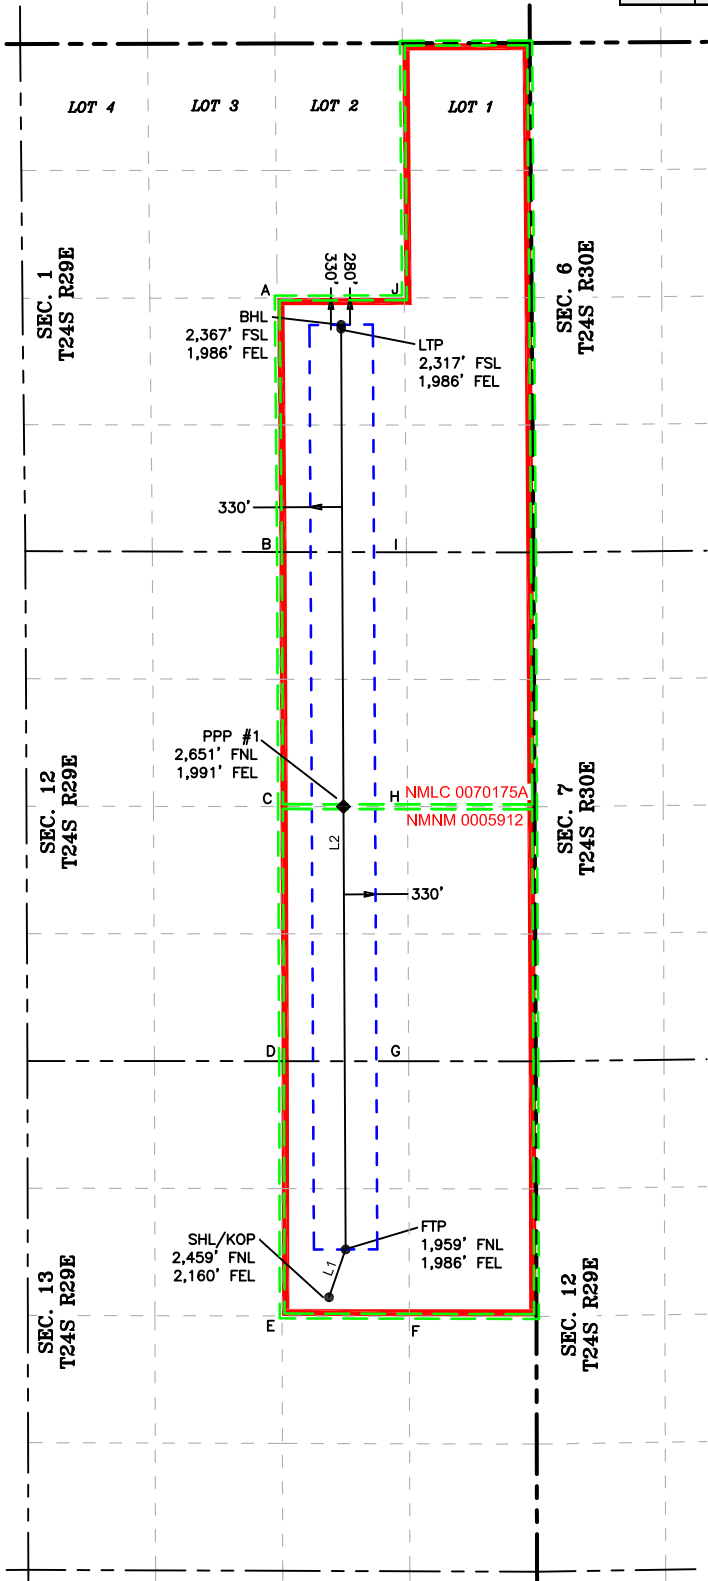 LOT 4
LOT 3
LOT 2
LOT 1
SEC. 1
T24S R29E
SEC. 6
T24S R30E
330'
280'
A
J
BHL
2,367' FSL
1,986' FEL
LTP
2,317' FSL
1,986' FEL
330'
B
I
PPP #1
2,651' FNL
1,991' FEL
SEC. 12
T24S R29E
SEC. 7
T24S R30E
C
H
NMLC 0070175A
NMNM 0005912
L2
330'
D
G
SHL/KOP
2,459' FNL
2,160' FEL
L1
FTP
1,959' FNL
1,986' FEL
SEC. 13
T24S R29E
SEC. 12
T24S R29E
E
F